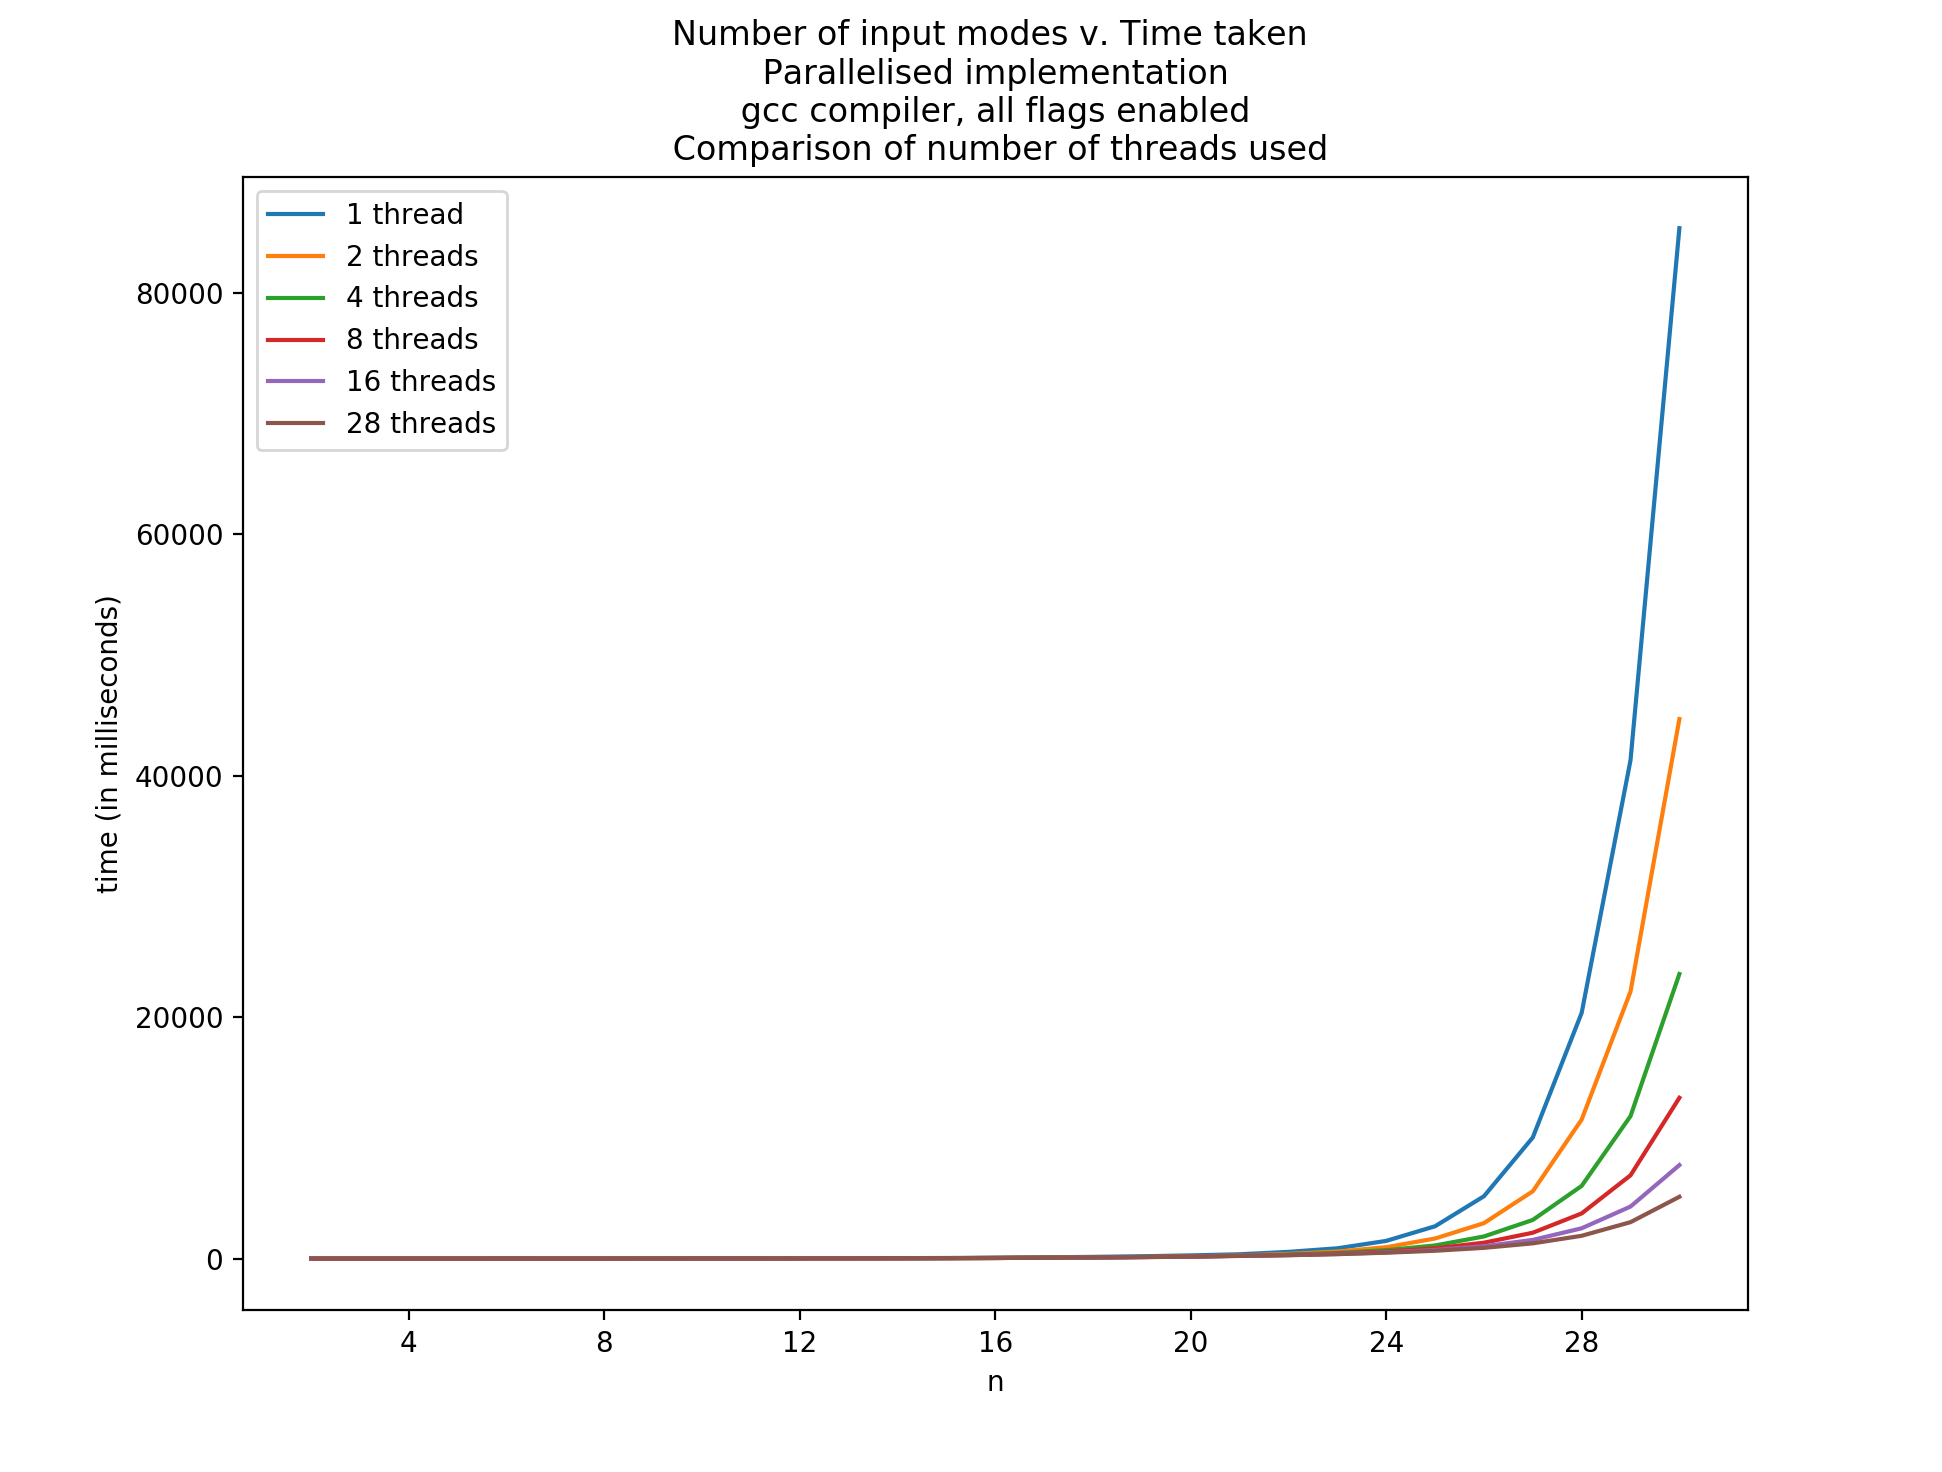 Number of input modes v. Time taken
Parallelised implementation
gcc compiler, all flags enabled
Comparison of number of threads used
1 thread
2 threads
4 threads
8 threads
16 threads
28 threads
80000
60000
40000
20000
0
time (in milliseconds)
4 8 12 16 20 24 28
n